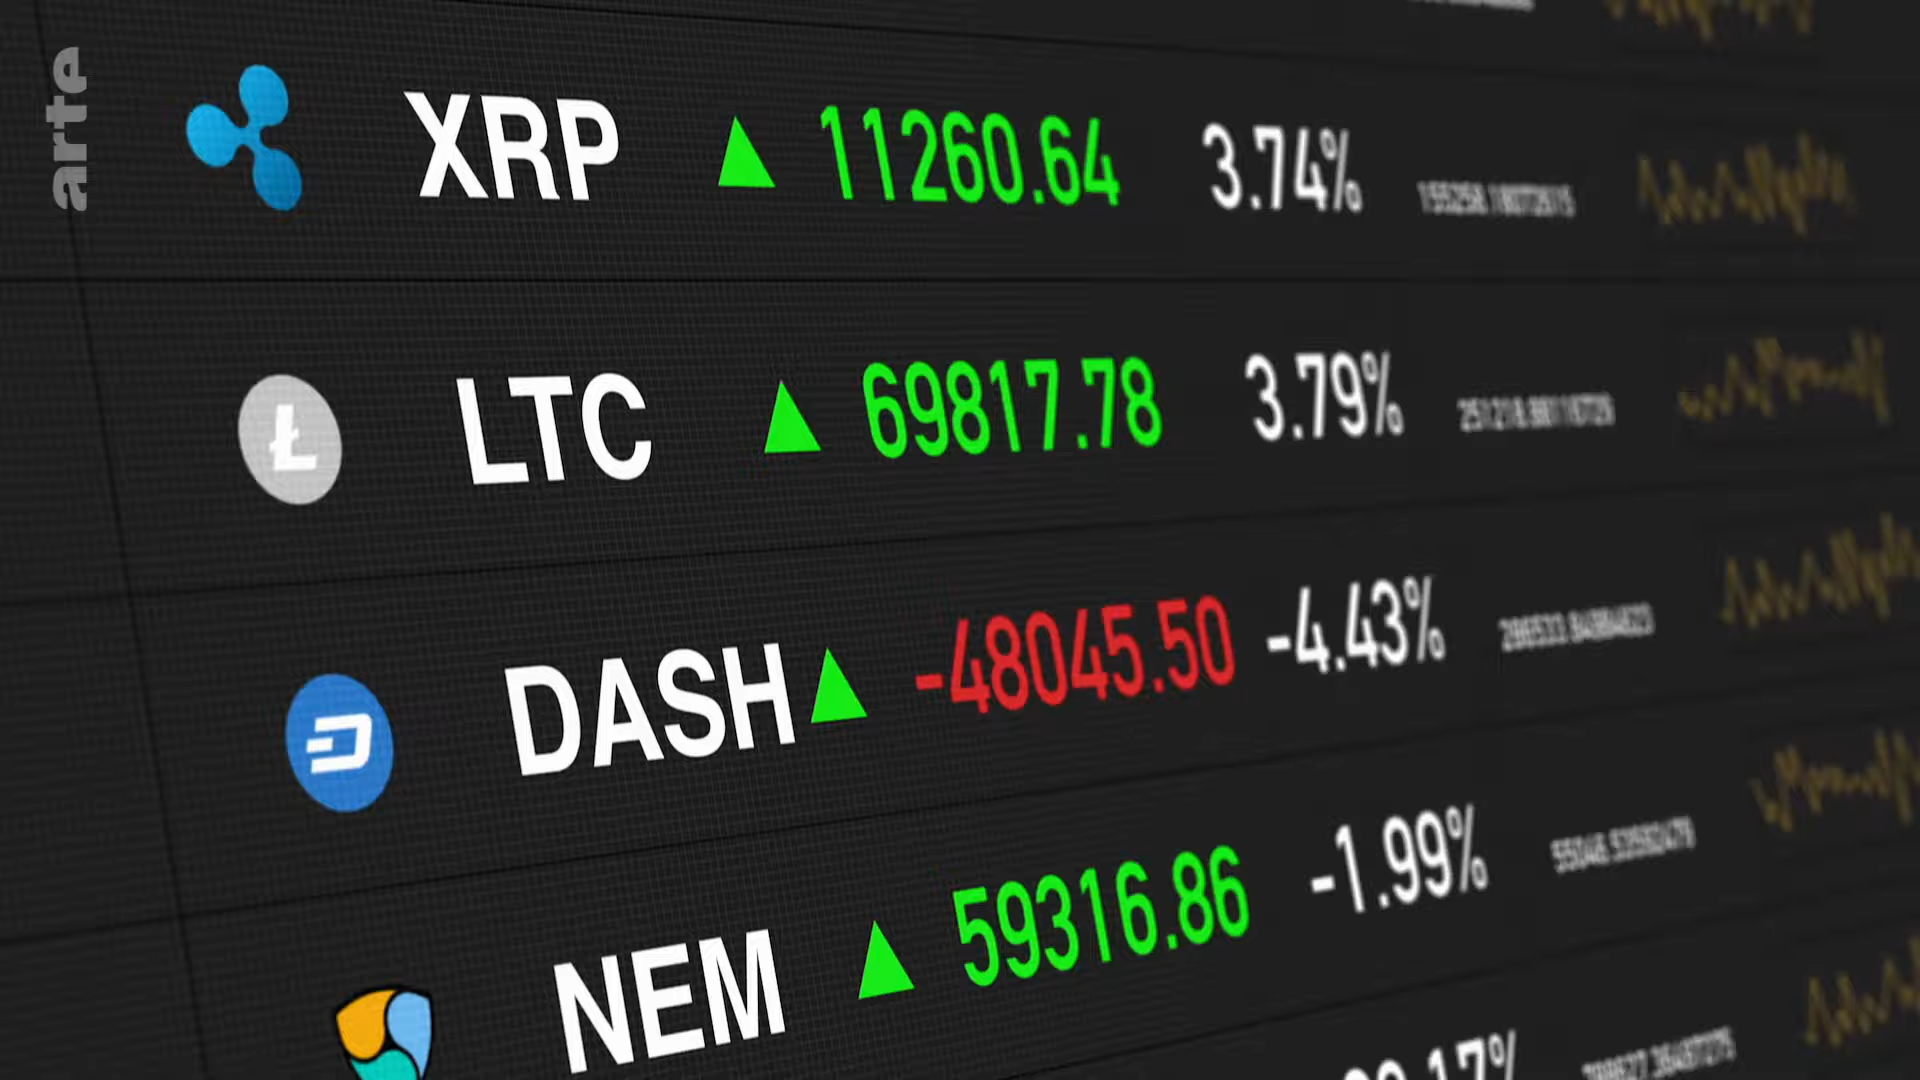 arte
XRP ▲ 11260.64 3.74%
LTC ▲ 69817.78 3.79%
DASH ▲ -48045.50 -4.43%
NEM ▲ 59316.86 -1.99%